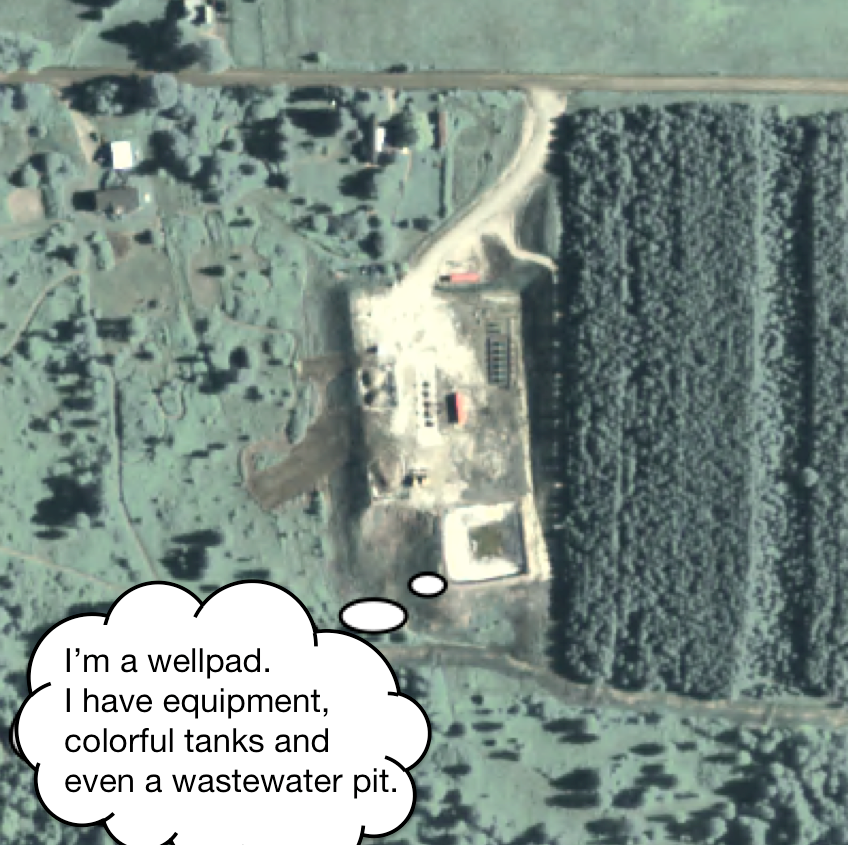 I’m a wellpad.
I have equipment,
colorful tanks and
even a wastewater pit.